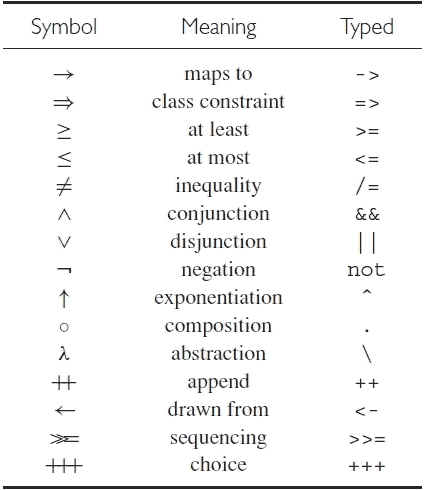 Symbol Meaning Typed
→ maps to ->
⇒ class constraint =>
≥ at least >=
≤ at most <=
≠ inequality /=
∧ conjunction &&
∨ disjunction ||
¬ negation not
↑ exponentiation ^
○ composition .
λ abstraction \
⧺ append ++
← drawn from <-
>>= sequencing >>=
⧻ choice +++